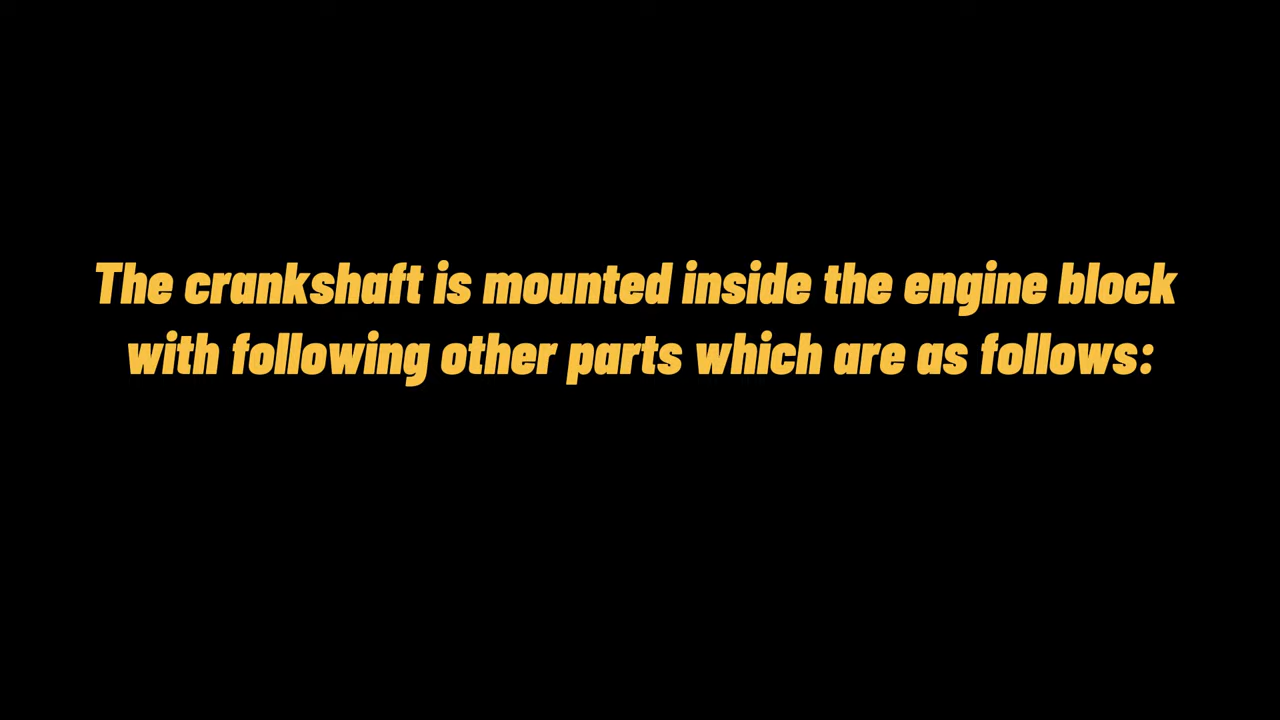 The crankshaft is mounted inside the engine block
with following other parts which are as follows: